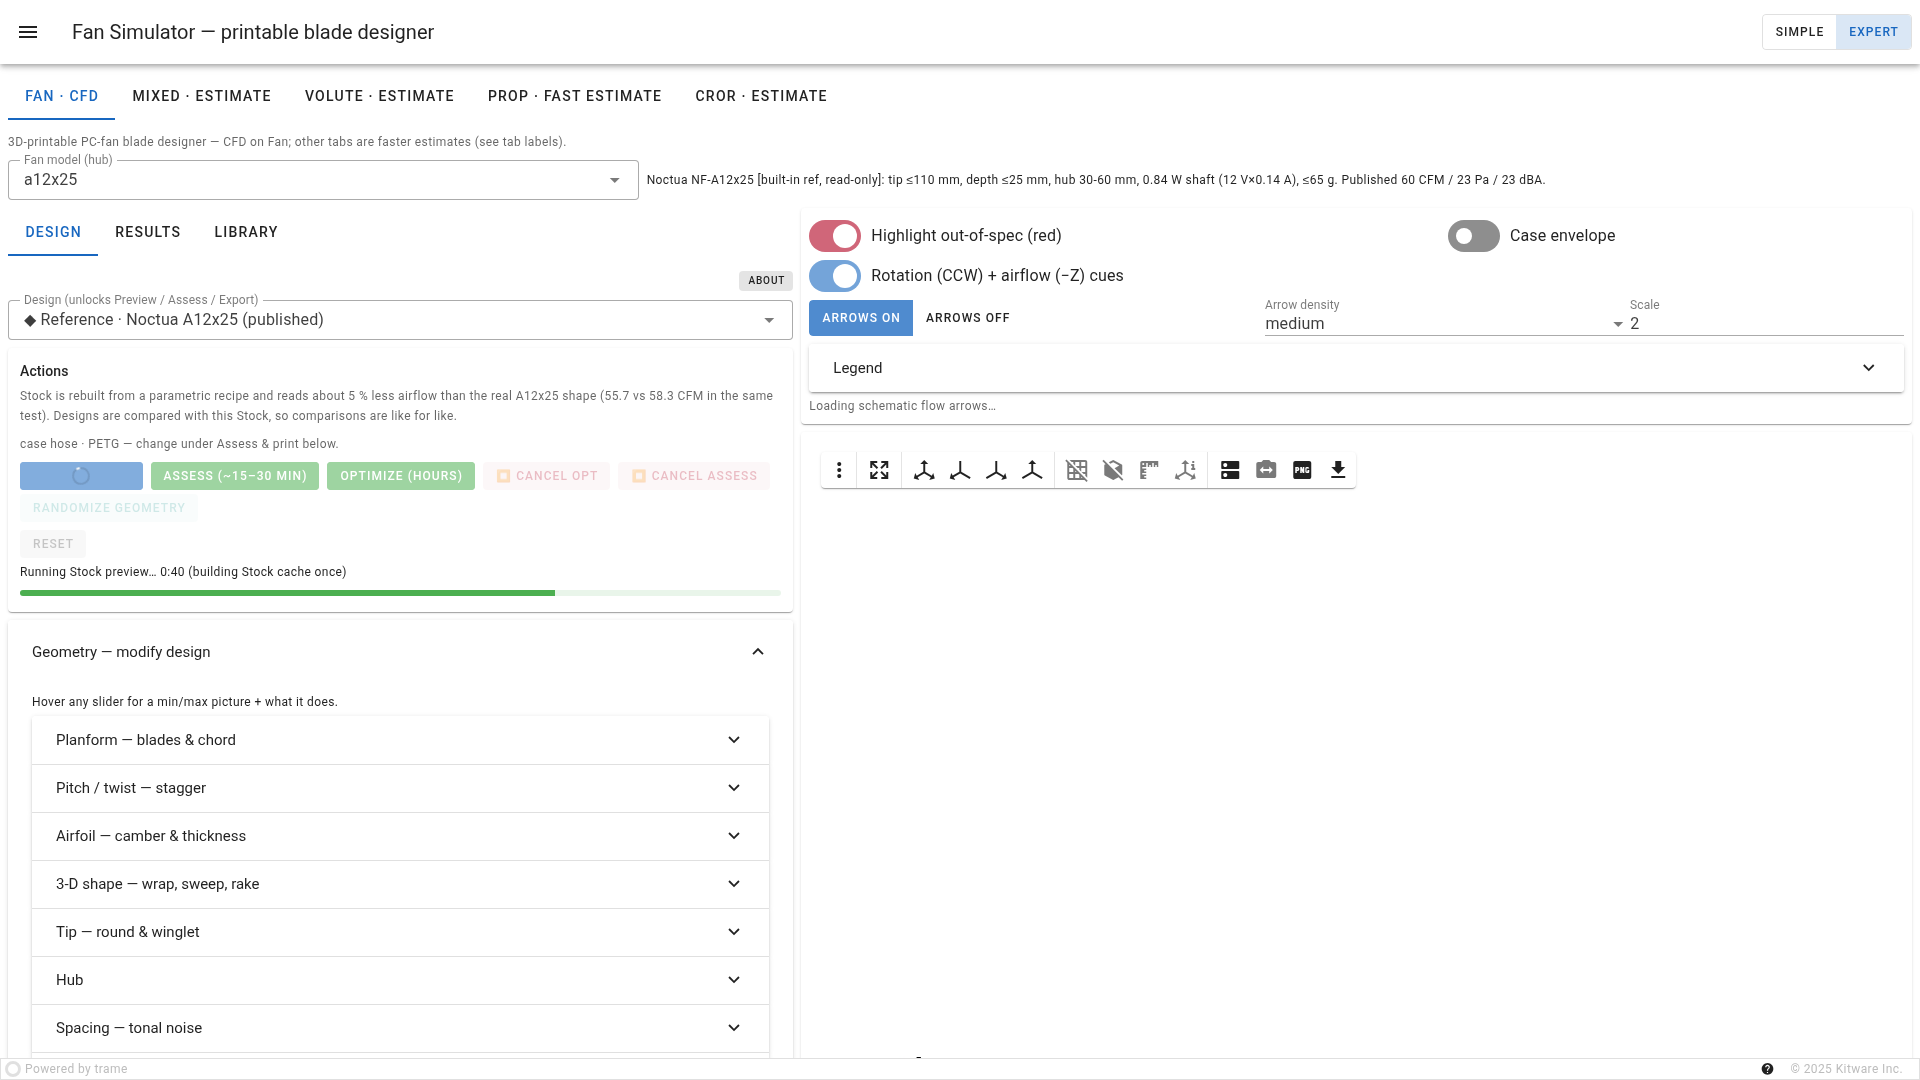 Fan Simulator — printable blade designer
SIMPLE
EXPERT
FAN · CFD
MIXED · ESTIMATE
VOLUTE · ESTIMATE
PROP · FAST ESTIMATE
CROR · ESTIMATE
3D-printable PC-fan blade designer — CFD on Fan; other tabs are faster estimates (see tab labels).
Fan model (hub)
a12x25
Noctua NF-A12x25 [built-in ref, read-only]: tip ≤110 mm, depth ≤25 mm, hub 30-60 mm, 0.84 W shaft (12 V×0.14 A), ≤65 g. Published 60 CFM / 23 Pa / 23 dBA.
DESIGN
RESULTS
LIBRARY
ABOUT
Design (unlocks Preview / Assess / Export)
◆ Reference · Noctua A12x25 (published)
Actions
Stock is rebuilt from a parametric recipe and reads about 5 % less airflow than the real A12x25 shape (55.7 vs 58.3 CFM in the same
test). Designs are compared with this Stock, so comparisons are like for like.
case hose · PETG — change under Assess & print below.
ASSESS (~15–30 MIN)
OPTIMIZE (HOURS)
CANCEL OPT
CANCEL ASSESS
RANDOMIZE GEOMETRY
RESET
Running Stock preview… 0:40 (building Stock cache once)
Geometry — modify design
Hover any slider for a min/max picture + what it does.
Planform — blades & chord
Pitch / twist — stagger
Airfoil — camber & thickness
3-D shape — wrap, sweep, rake
Tip — round & winglet
Hub
Spacing — tonal noise
Highlight out-of-spec (red)
Case envelope
Rotation (CCW) + airflow (−Z) cues
ARROWS ON
ARROWS OFF
Arrow density
medium
Scale
2
Legend
Loading schematic flow arrows…
PNG
Powered by trame
© 2025 Kitware Inc.